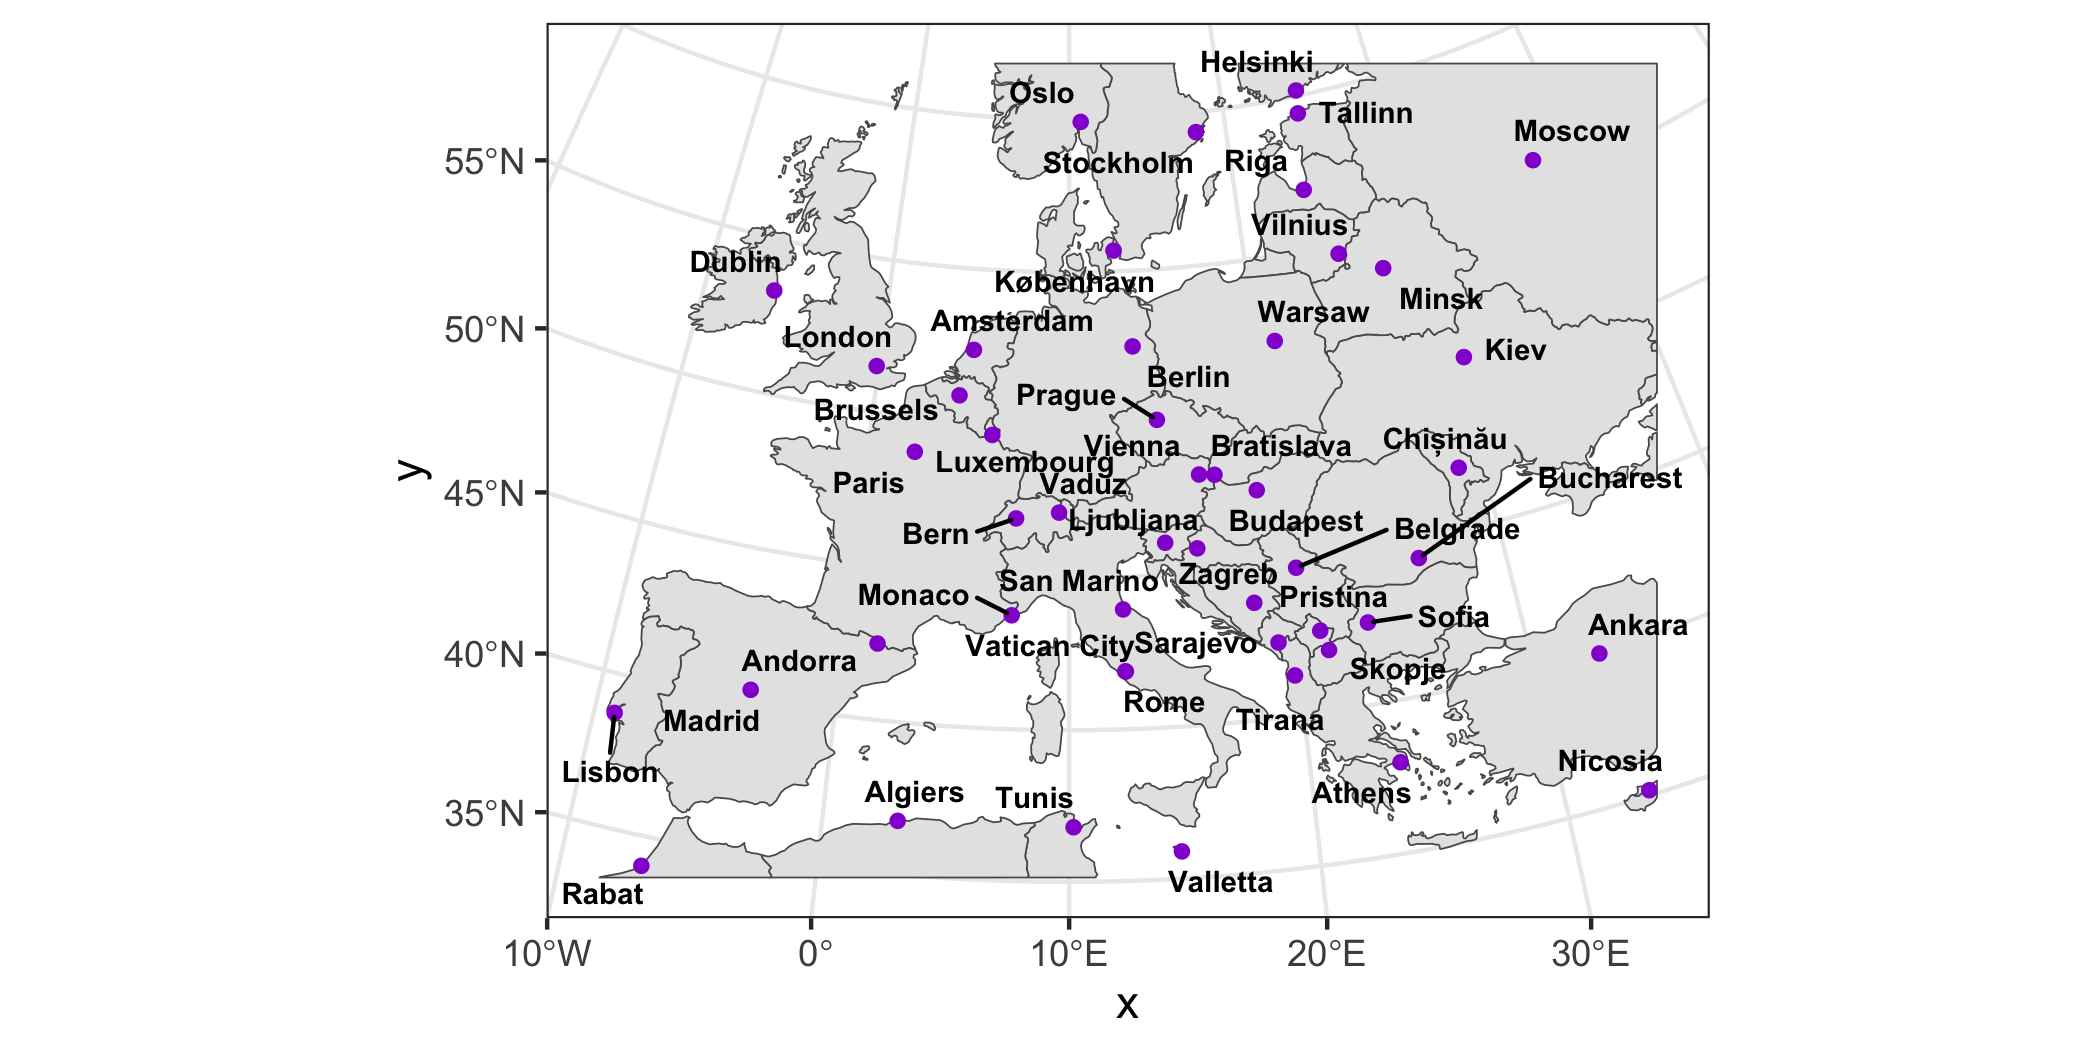 Helsinki
Oslo
Tallinn
Moscow
Stockholm
Riga
55°N
Vilnius
Dublin
København
Minsk
Warsaw
Amsterdam
50°N
London
Kiev
Berlin
Prague
Brussels
Chișinău
Vienna
Bratislava
Luxembourg
Bucharest
Paris
Vaduz
45°N
Ljubljana
Budapest
Belgrade
Bern
Zagreb
San Marino
Monaco
Pristina
Sofia
Ankara
Vatican City
Sarajevo
40°N
Andorra
Skopje
Rome
Madrid
Tirana
Nicosia
Lisbon
Algiers
Tunis
Athens
35°N
Valletta
Rabat
10°W
0°
10°E
20°E
30°E
x
y